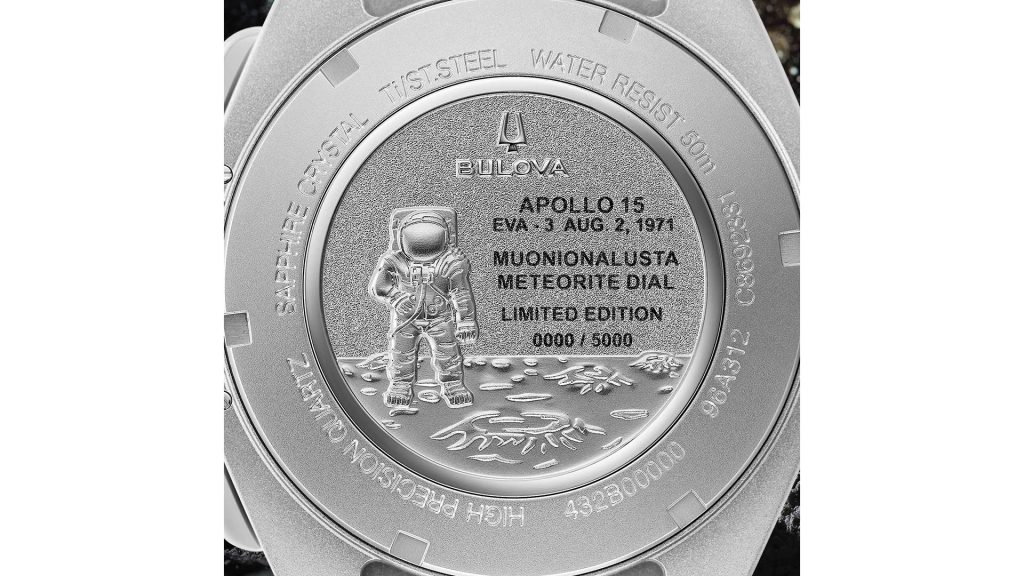 BULOVA
APOLLO 15
EVA - 3 AUG. 2, 1971
MUONIONALUSTA
METEORITE DIAL
LIMITED EDITION
0000 / 5000
HIGH PRECISION QUARTZ
SAPPHIRE CRYSTAL
TI/ST.STEEL
WATER RESIST 50m
C8692831
96A312
432B00000